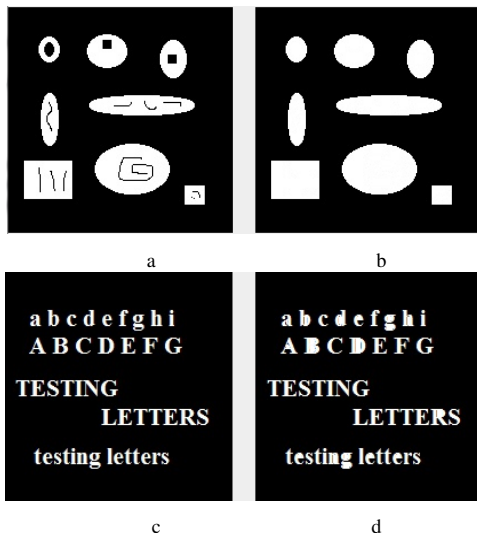 a b
a b c d e f g h i a b c d e f g h i
A B C D E F G A B C D E F G
TESTING TESTING
LETTERS LETTERS
testing letters testing letters
c d